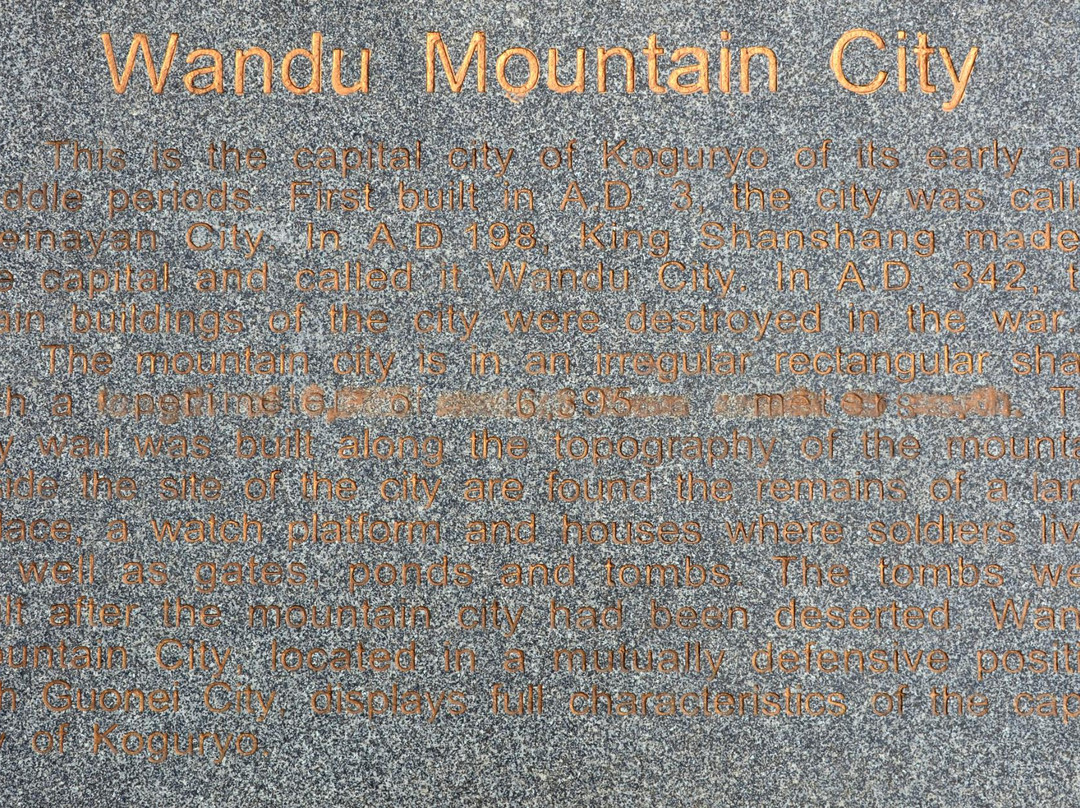 Wandu Mountain City
This is the capital city of Koguryo of its early
ddle periods. First built in A.D. 3, the city was call
einayan City. In A.D.198, King Shanshang made
e capital and called it Wandu City. In A.D. 342, t
ain buildings of the city were destroyed in the war.
The mountain city is in an irregular rectangular sha
h a of T
y wall was built along the topography of the mounta
ide the site of the city are found the remains of a lar
lace, a watch platform and houses where soldiers liv
well as gates, ponds and tombs. The tombs we
lt after the mountain city had been deserted. Wan
ountain City, located in a mutually defensive positi
h Guonei City, displays full characteristics of the cap
y of Koguryo.